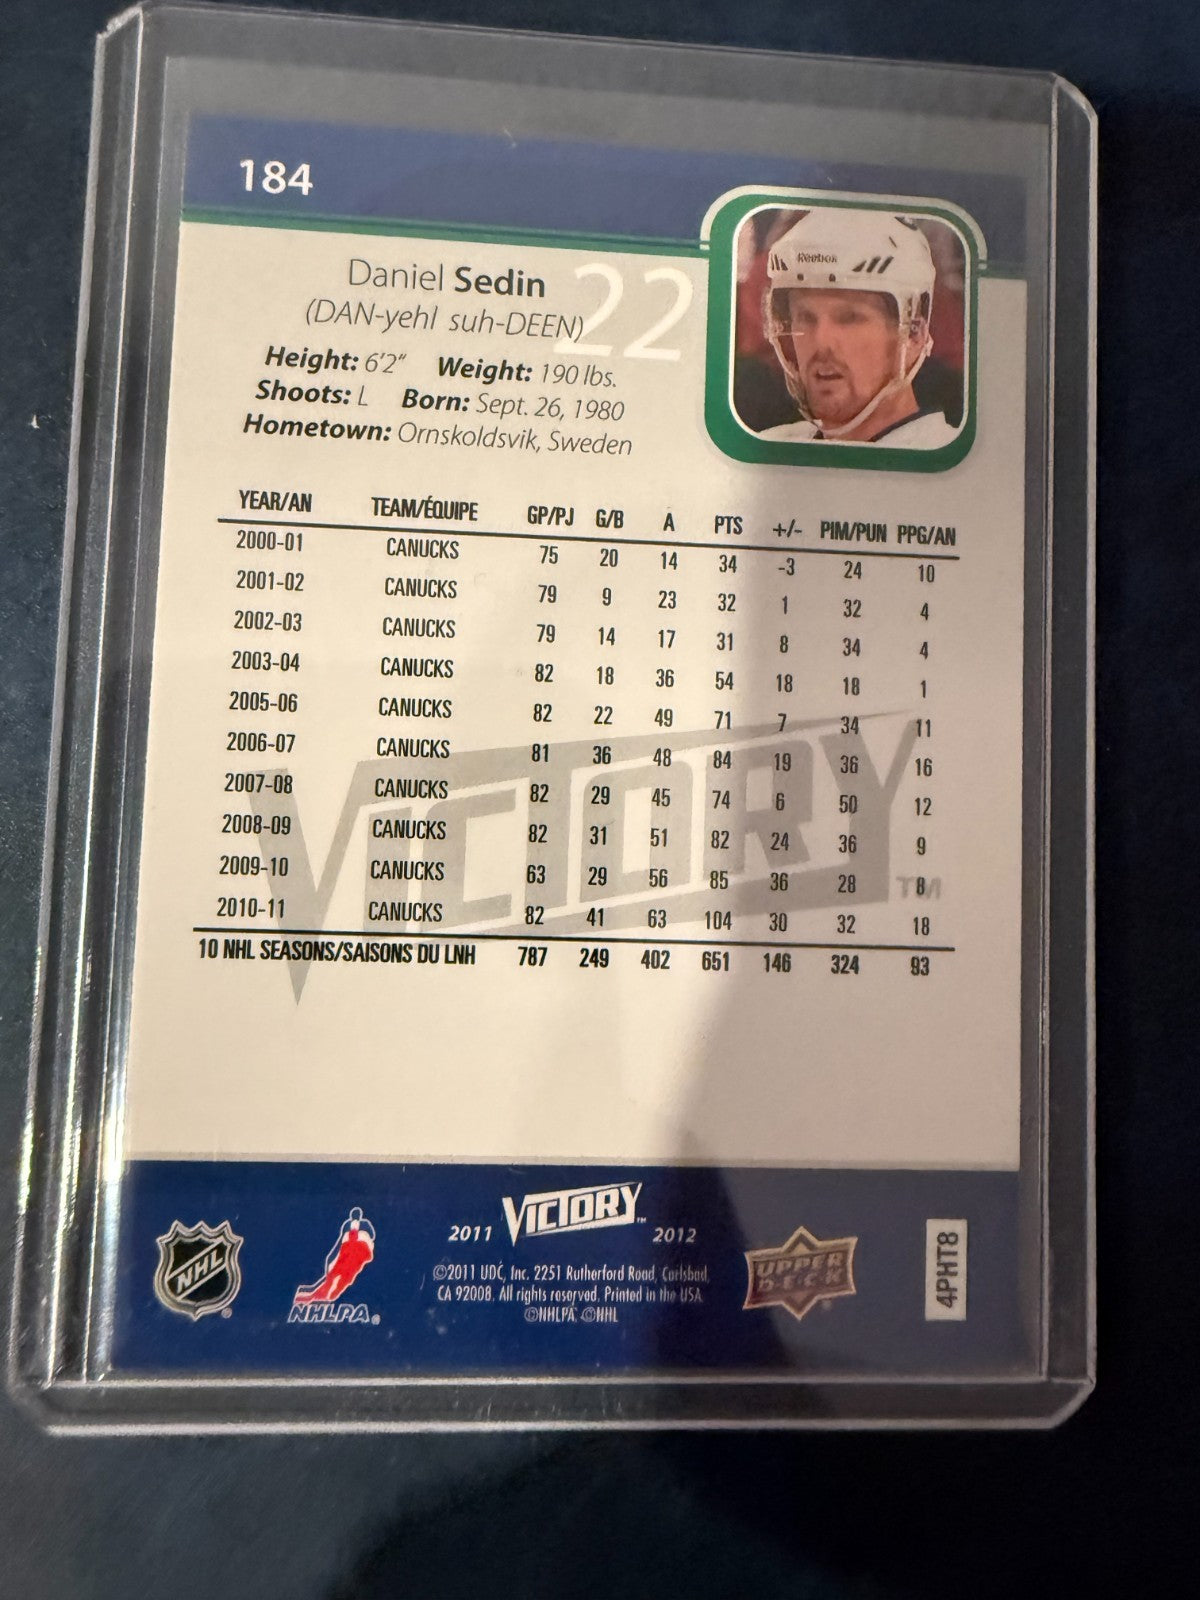 184
Reebok
22
Daniel Sedin
(DAN-yehl suh-DEEN)
Height: 6'2" Weight: 190 lbs.
Shoots: L Born: Sept. 26, 1980
Hometown: Ornskoldsvik, Sweden
YEAR/AN TEAM/ÉQUIPE GP/PJ G/B A PTS +/- PIM/PUN PPG/AN
2000-01 CANUCKS 75 20 14 34 -3 24 10
2001-02 CANUCKS 79 9 23 32 1 32 4
2002-03 CANUCKS 79 14 17 31 8 34 4
2003-04 CANUCKS 82 18 36 54 18 18 1
2005-06 CANUCKS 82 22 49 71 7 34 11
2006-07 CANUCKS 81 36 48 84 19 36 16
2007-08 CANUCKS 82 29 45 74 6 50 12
2008-09 CANUCKS 82 31 51 82 24 36 9
2009-10 CANUCKS 63 29 56 85 36 28 8
2010-11 CANUCKS 82 41 63 104 30 32 18
10 NHL SEASONS/SAISONS DU LNH 787 249 402 651 146 324 93
VICTORY TM
NHL ®
NHLPA ®
2011 VICTORY TM 2012
©2011 UDC, Inc. 2251 Rutherford Road, Carlsbad,
CA 92008. All rights reserved. Printed in the USA
©NHLPA, ©NHL
UPPER DECK ®
4PHT8